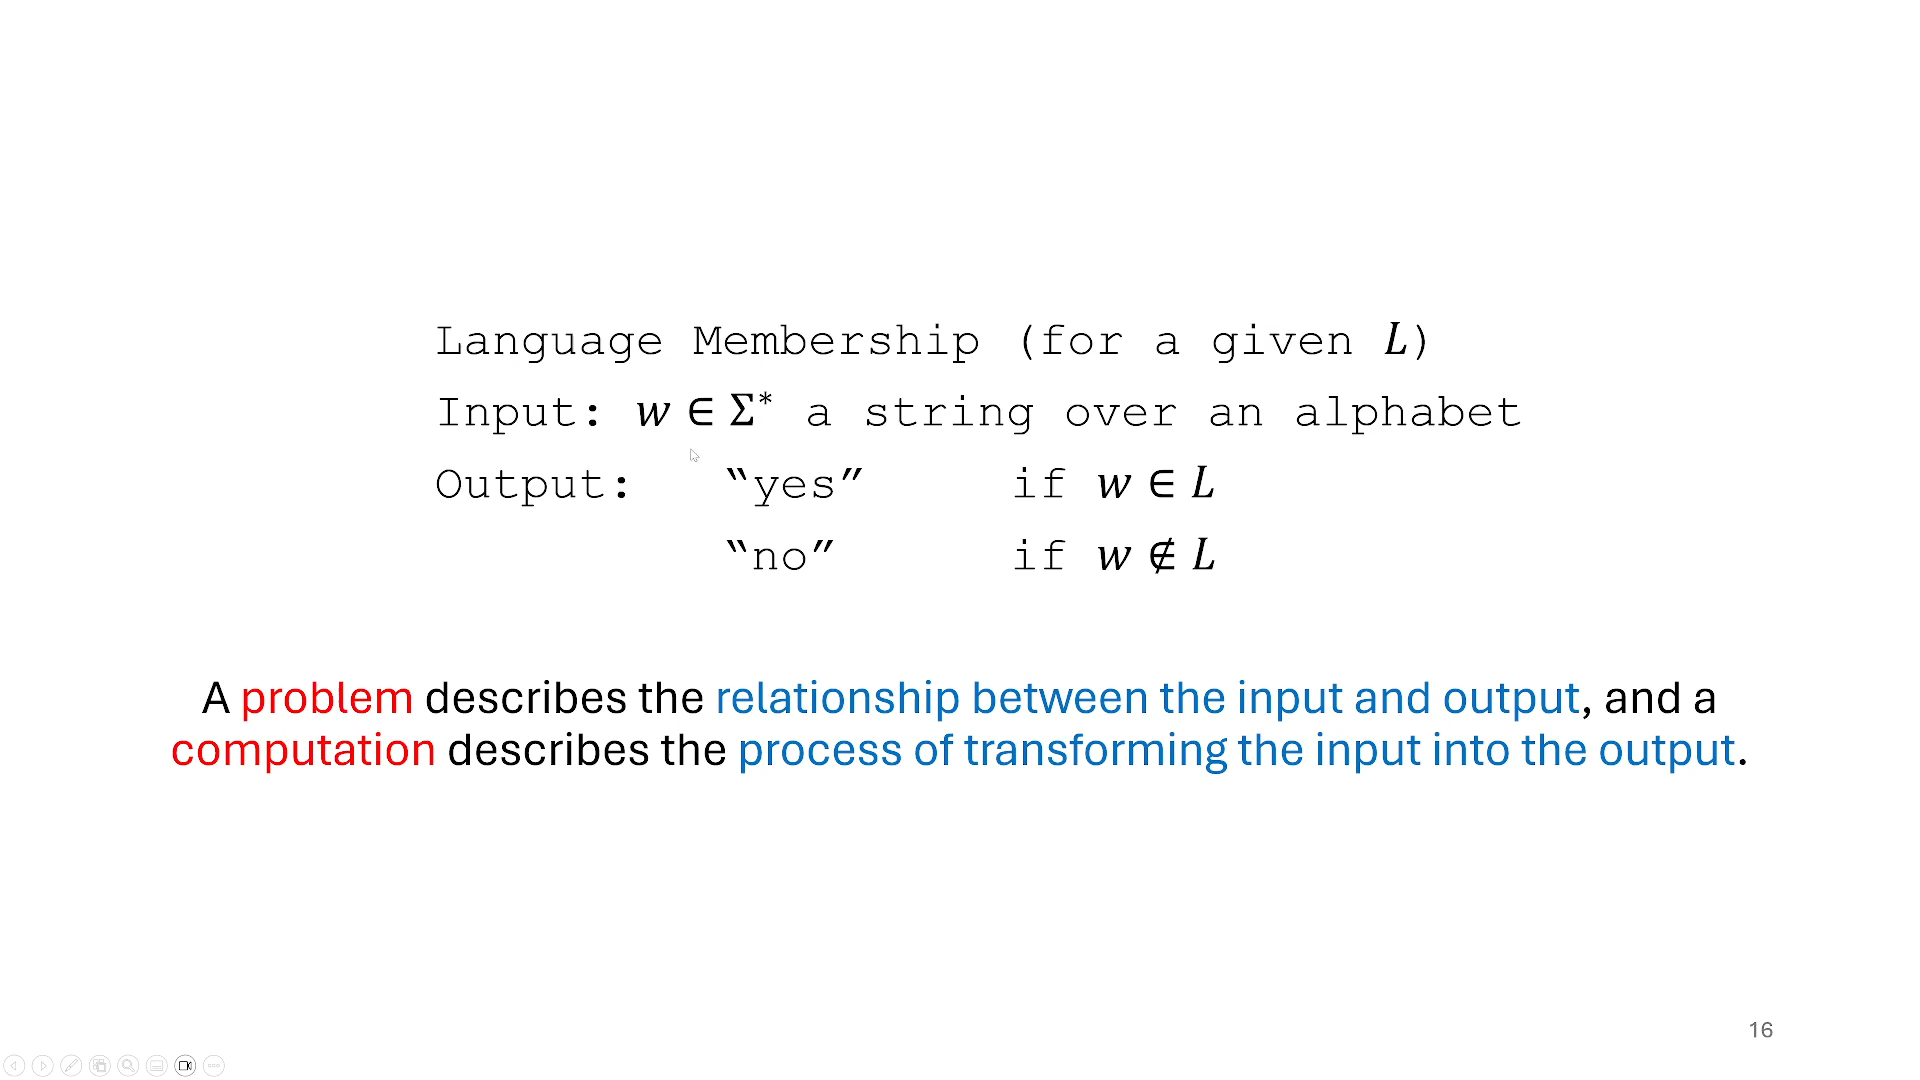 Language Membership (for a given L)
Input: w ∈ Σ* a string over an alphabet
Output: “yes” if w ∈ L
“no” if w ∉ L
A problem describes the relationship between the input and output, and a
computation describes the process of transforming the input into the output.
16